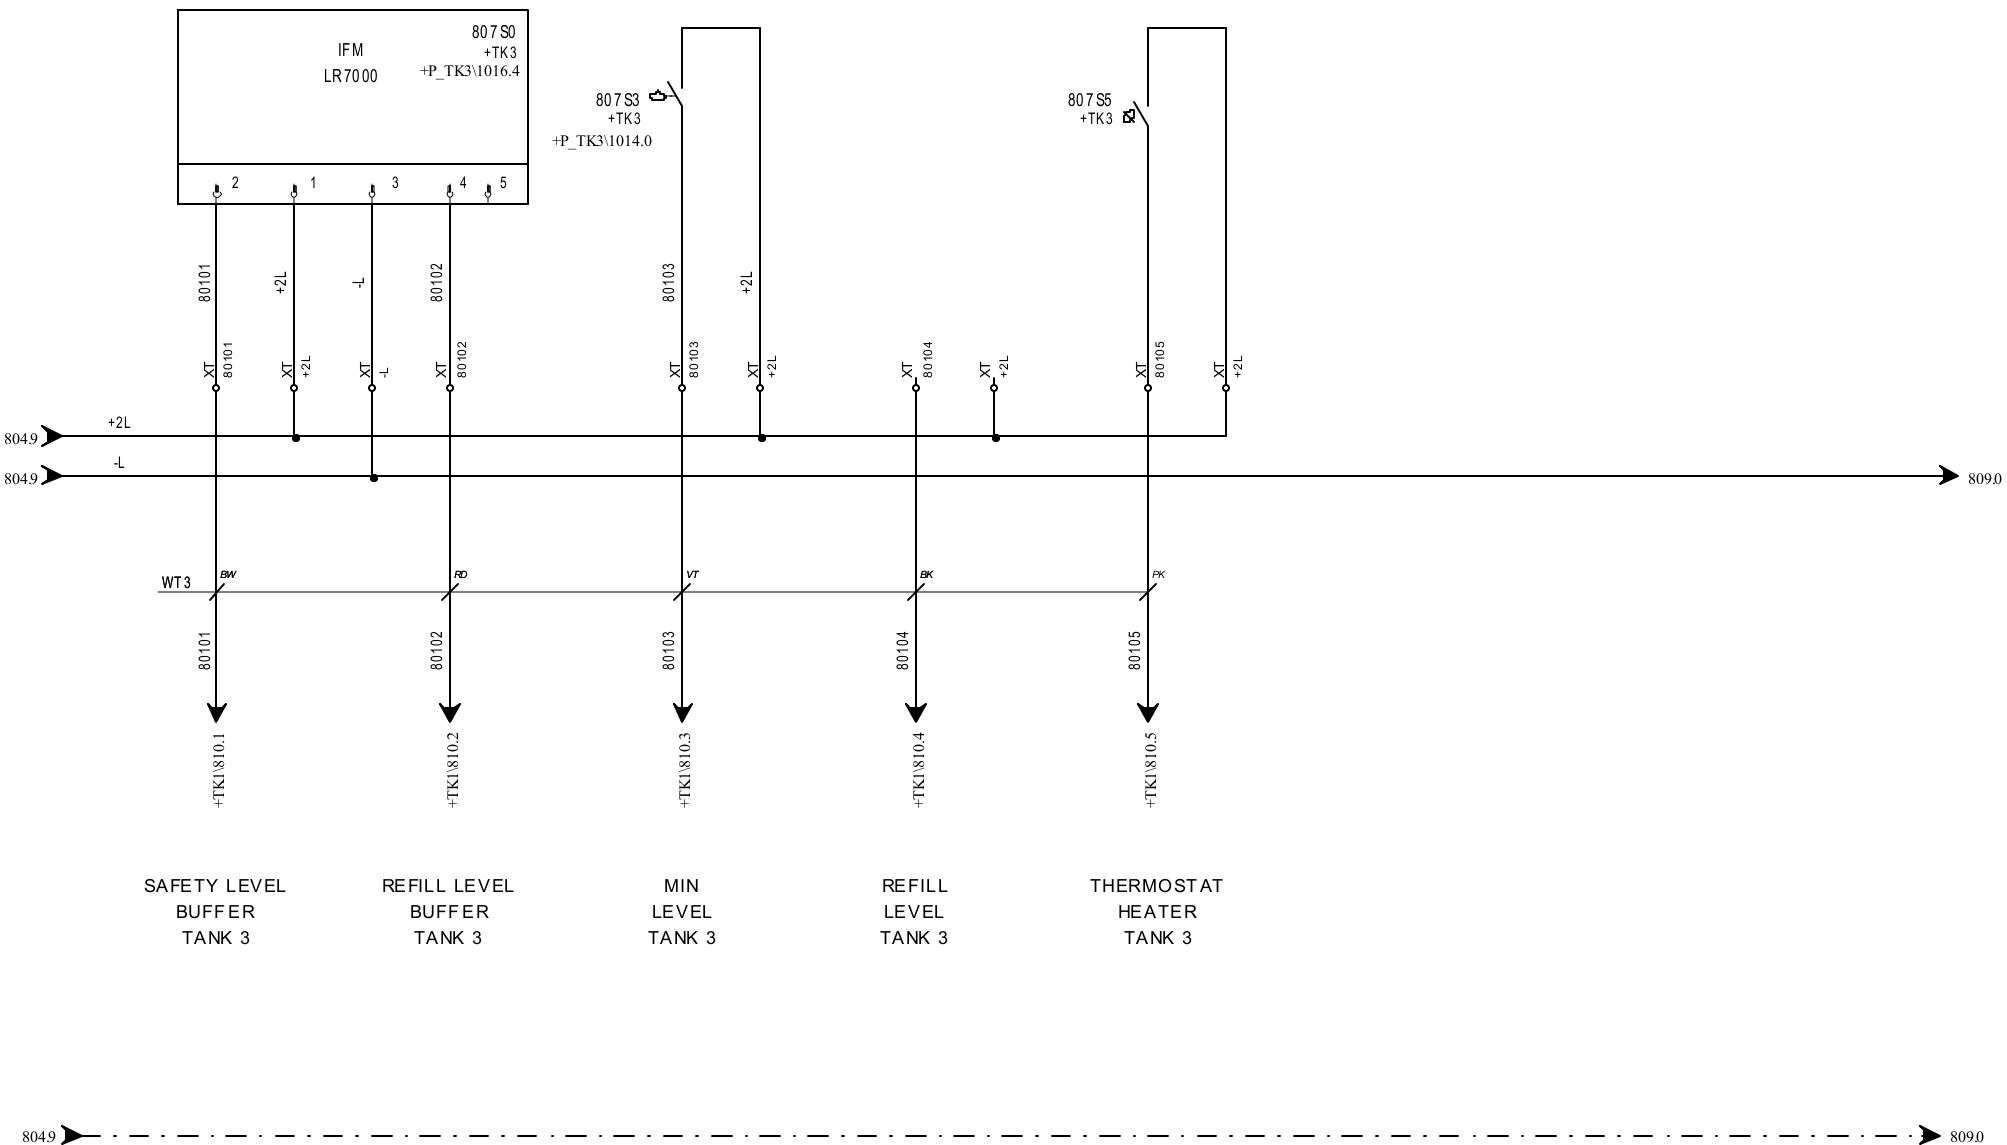 IFM
LR7000
807S0
+TK3
+P_TK3\1016.4
807S3
+TK3
+P_TK3\1014.0
807S5
+TK3
2 1 3 4 5
80101
+2L
-L
80102
80103
+2L
XT 80101
XT +2L
XT -L
XT 80102
XT 80103
XT +2L
XT 80104
XT +2L
XT 80105
XT +2L
804.9 +2L
804.9 -L 809.0
WT3 BW RD VT BK PK
80101
80102
80103
80104
80105
+TK1\810.1
+TK1\810.2
+TK1\810.3
+TK1\810.4
+TK1\810.5
SAFETY LEVEL
BUFFER
TANK 3
REFILL LEVEL
BUFFER
TANK 3
MIN
LEVEL
TANK 3
REFILL
LEVEL
TANK 3
THERMOSTAT
HEATER
TANK 3
804.9 809.0